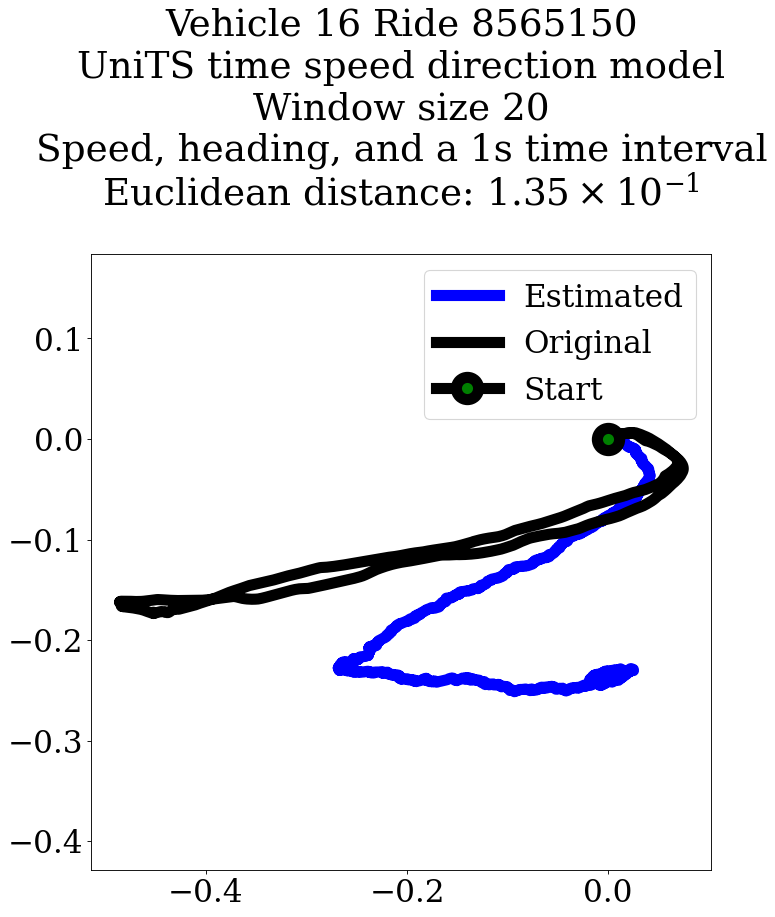 Vehicle 16 Ride 8565150
UniTS time speed direction model
Window size 20
Speed, heading, and a 1s time interval
Euclidean distance: 1.35 × 10⁻¹
Estimated
Original
Start
0.1
0.0
−0.1
−0.2
−0.3
−0.4
−0.4 −0.2 0.0